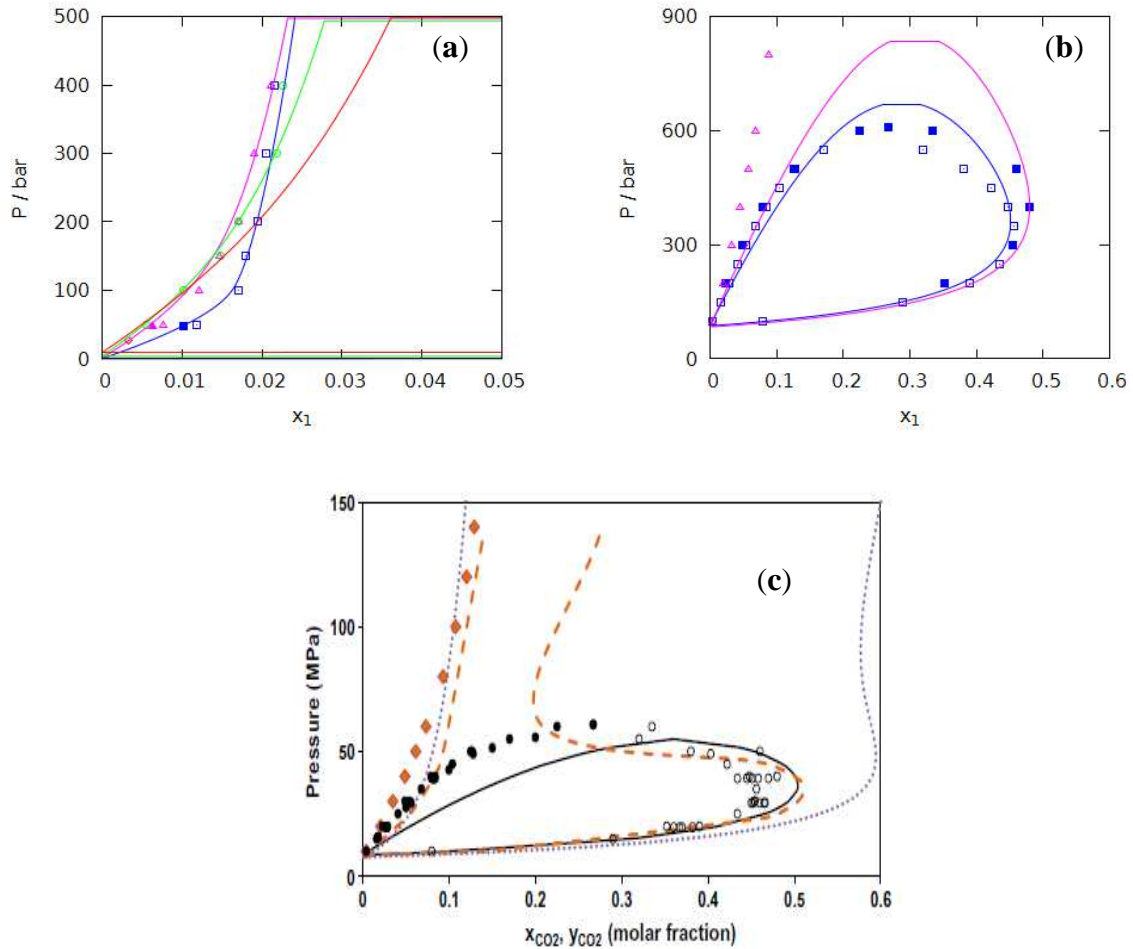 500
400
300
200
100
0
P / bar
(a)
0 0.01 0.02 0.03 0.04 0.05
x1
900
600
300
0
P / bar
(b)
0 0.1 0.2 0.3 0.4 0.5 0.6
x1
150
100
50
0
Pressure (MPa)
(c)
0 0.1 0.2 0.3 0.4 0.5 0.6
xCO2, yCO2 (molar fraction)